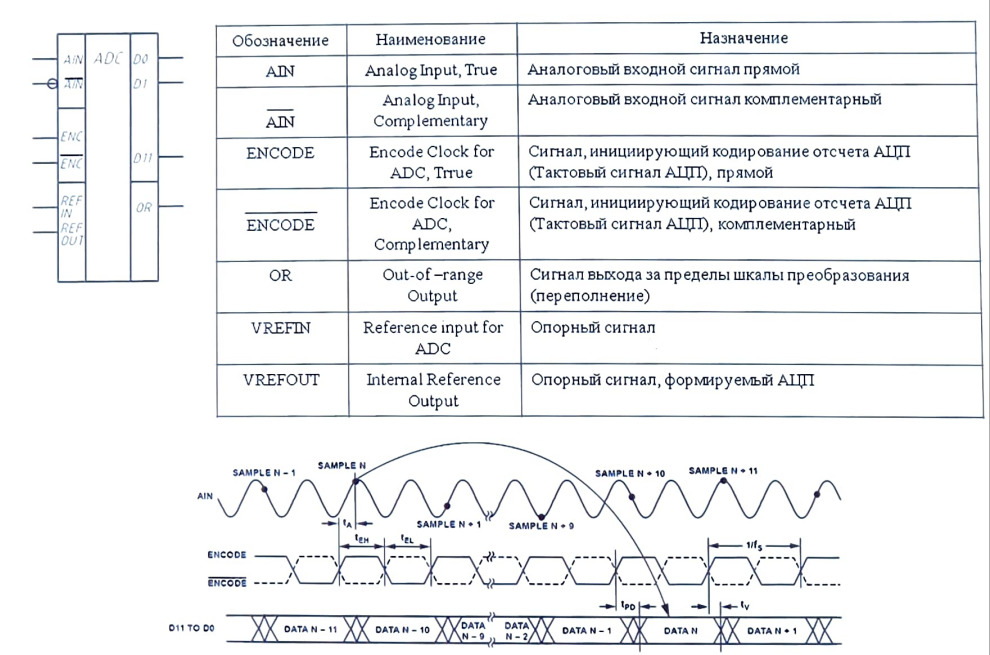 AIN ADC D0
A̅I̅N̅ D1
ENC
E̅N̅C̅ D11
REF IN OR
REF OUT
Обозначение Наименование Назначение
AIN Analog Input, True Аналоговый входной сигнал прямой
A̅I̅N̅ Analog Input, Complementary Аналоговый входной сигнал комплементарный
ENCODE Encode Clock for ADC, Trrue Сигнал, инициирующий кодирование отсчета АЦП (Тактовый сигнал АЦП), прямой
E̅N̅C̅O̅D̅E̅ Encode Clock for ADC, Complementary Сигнал, инициирующий кодирование отсчета АЦП (Тактовый сигнал АЦП), комплементарный
OR Out-of –range Output Сигнал выхода за пределы шкалы преобразования (переполнение)
VREFIN Reference input for ADC Опорный сигнал
VREFOUT Internal Reference Output Опорный сигнал, формируемый АЦП
SAMPLE N – 1 SAMPLE N SAMPLE N + 10 SAMPLE N + 11
AIN
SAMPLE N + 1 SAMPLE N + 9
tA
tEH tEL 1/fS
ENCODE
E̅N̅C̅O̅D̅E̅
tPD tV
D11 TO D0 DATA N – 11 DATA N – 10 DATA N – 9 DATA N – 2 DATA N – 1 DATA N DATA N + 1